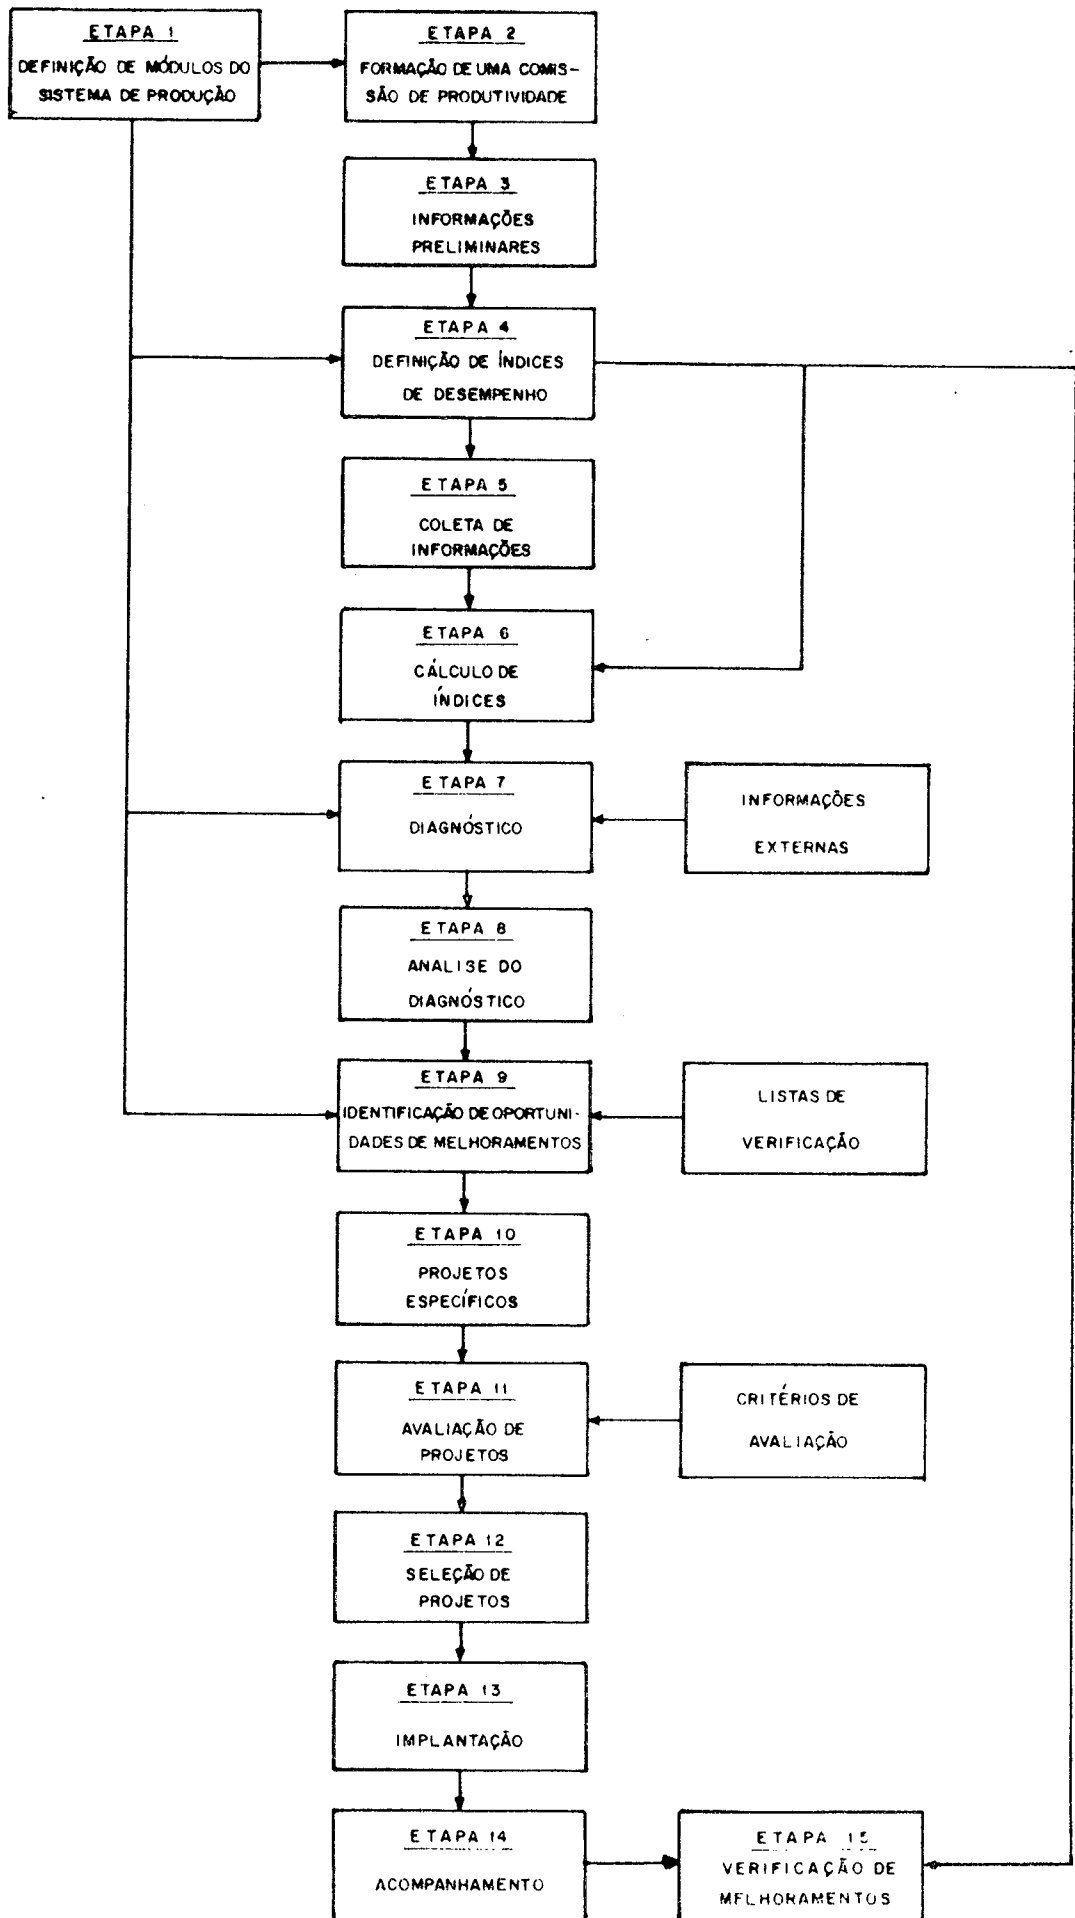 ETAPA 1
DEFINIÇÃO DE MÓDULOS DO
SISTEMA DE PRODUÇÃO
ETAPA 2
FORMAÇÃO DE UMA COMIS-
SÃO DE PRODUTIVIDADE
ETAPA 3
INFORMAÇÕES
PRELIMINARES
ETAPA 4
DEFINIÇÃO DE ÍNDICES
DE DESEMPENHO
ETAPA 5
COLETA DE
INFORMAÇÕES
ETAPA 6
CÁLCULO DE
ÍNDICES
ETAPA 7
DIAGNÓSTICO
INFORMAÇÕES
EXTERNAS
ETAPA 8
ANALISE DO
DIAGNÓSTICO
ETAPA 9
IDENTIFICAÇÃO DE OPORTUNI-
DADES DE MELHORAMENTOS
LISTAS DE
VERIFICAÇÃO
ETAPA 10
PROJETOS
ESPECÍFICOS
ETAPA 11
AVALIAÇÃO DE
PROJETOS
CRITÉRIOS DE
AVALIAÇÃO
ETAPA 12
SELEÇÃO DE
PROJETOS
ETAPA 13
IMPLANTAÇÃO
ETAPA 14
ACOMPANHAMENTO
ETAPA 15
VERIFICAÇÃO DE
MELHORAMENTOS